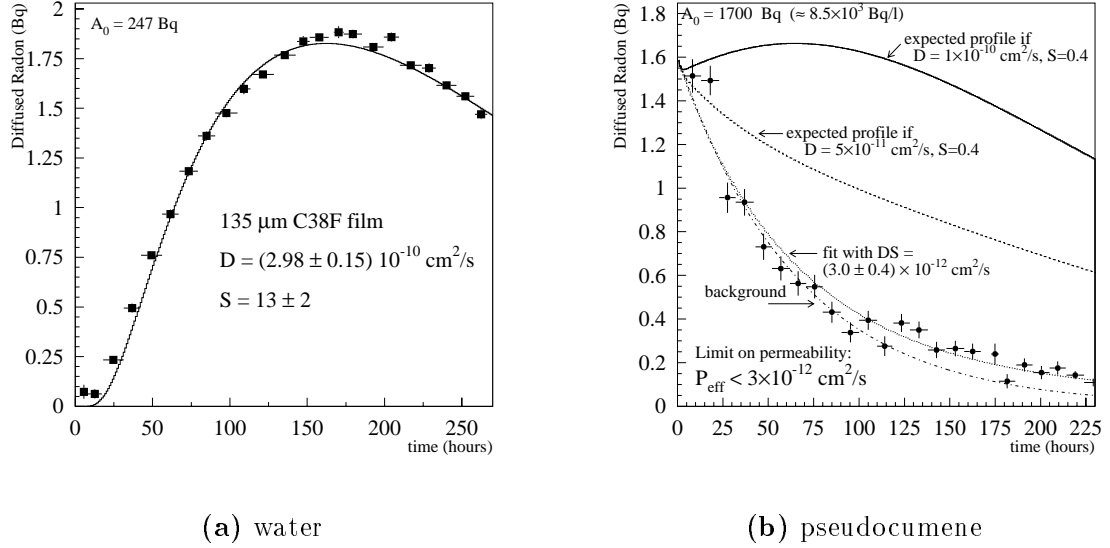 Diffused Radon (Bq)
A₀ = 247 Bq
2
1.75
1.5
1.25
1
0.75
0.5
0.25
0
135 μm C38F film
D = (2.98 ± 0.15) 10⁻¹⁰ cm²/s
S = 13 ± 2
0 50 100 150 200 250
time (hours)
(a) water
Diffused Radon (Bq)
A₀ = 1700 Bq (≈ 8.5×10³ Bq/l)
1.8
1.6
1.4
1.2
1
0.8
0.6
0.4
0.2
0
expected profile if
D = 1×10⁻¹⁰ cm²/s, S=0.4
expected profile if
D = 5×10⁻¹¹ cm²/s, S=0.4
fit with DS =
(3.0 ± 0.4) × 10⁻¹² cm²/s
background
Limit on permeability:
P_eff < 3×10⁻¹² cm²/s
0 25 50 75 100 125 150 175 200 225
time (hours)
(b) pseudocumene